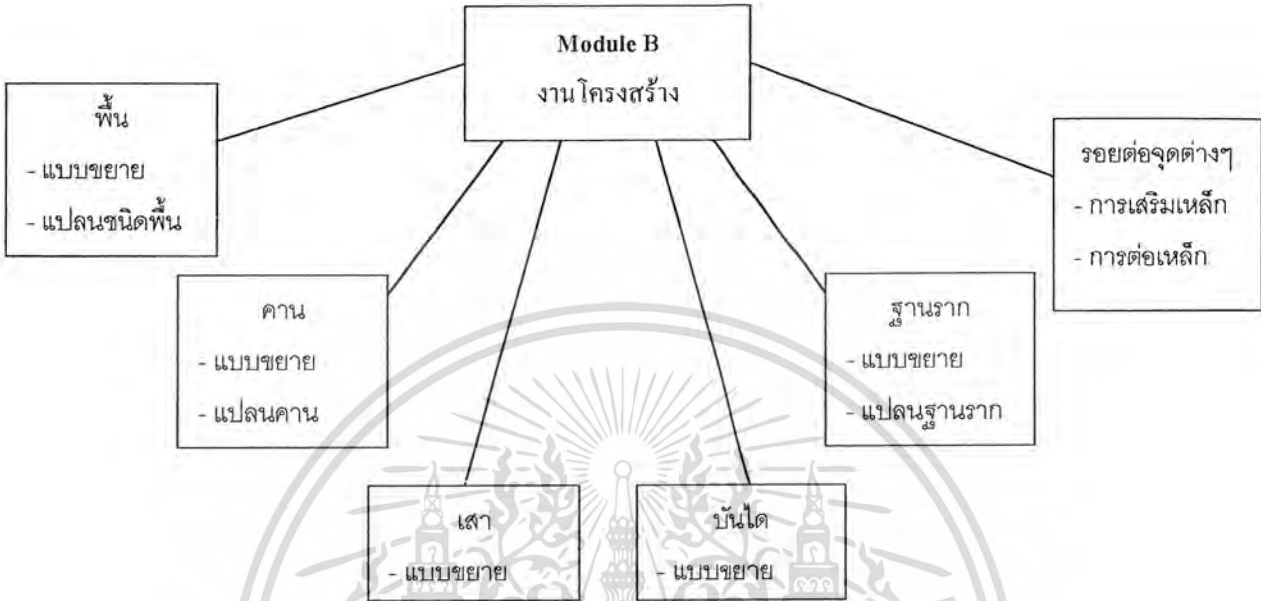 Module B
งานโครงสร้าง
พื้น
- แบบขยาย
- แปลนชนิดพื้น
รอยต่อจุดต่างๆ
- การเสริมเหล็ก
- การต่อเหล็ก
คาน
- แบบขยาย
- แปลนคาน
ฐานราก
- แบบขยาย
- แปลนฐานราก
เสา
- แบบขยาย
บันได
- แบบขยาย